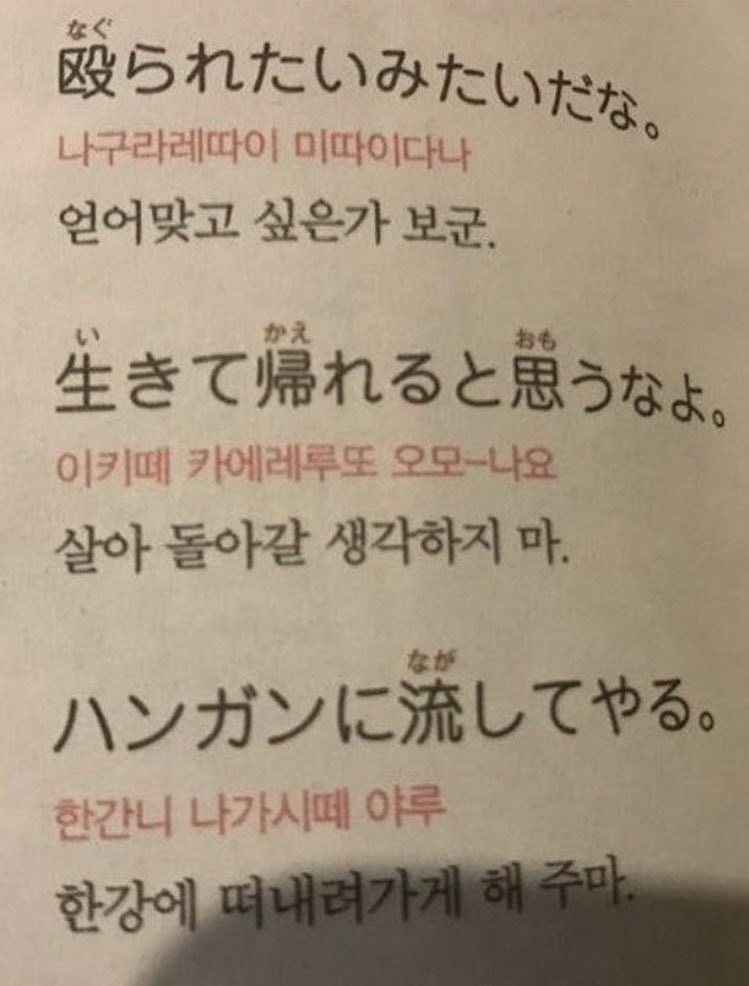 なぐ
殴られたいみたいだな。
나구라레따이 미따이다나
얻어맞고 싶은가 보군.
い かえ おも
生きて帰れると思うなよ。
이키떼 카에레루또 오모-나요
살아 돌아갈 생각하지 마.
なが
ハンガンに流してやる。
한간니 나가시떼 야루
한강에 떠내려가게 해 주마.